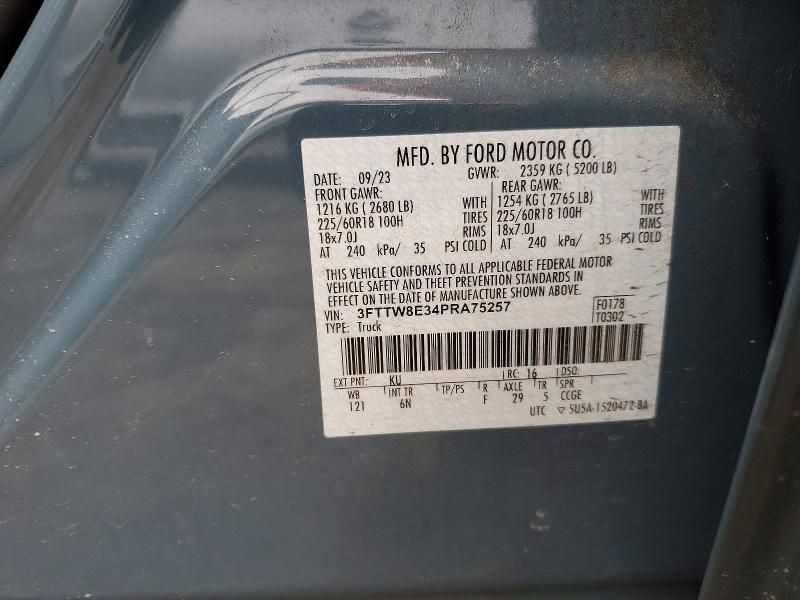 MFD. BY FORD MOTOR CO.
DATE: 09/23 GVWR: 2359 KG ( 5200 LB)
FRONT GAWR: REAR GAWR:
1216 KG ( 2680 LB) WITH 1254 KG ( 2765 LB) WITH
225/60R18 100H TIRES 225/60R18 100H TIRES
18x7.0J RIMS 18x7.0J RIMS
AT 240 kPa/ 35 PSI COLD AT 240 kPa/ 35 PSI COLD
THIS VEHICLE CONFORMS TO ALL APPLICABLE FEDERAL MOTOR
VEHICLE SAFETY AND THEFT PREVENTION STANDARDS IN
EFFECT ON THE DATE OF MANUFACTURE SHOWN ABOVE.
VIN: 3FTTW8E34PRA75257 F0178
TYPE: Truck T0302
EXT PNT: KU RC: 16 DSO:
WB INT TR TP/PS R AXLE TR SPR
121 6N F 29 5 CCGE
UTC ▽ 5U5A-1520472-BA